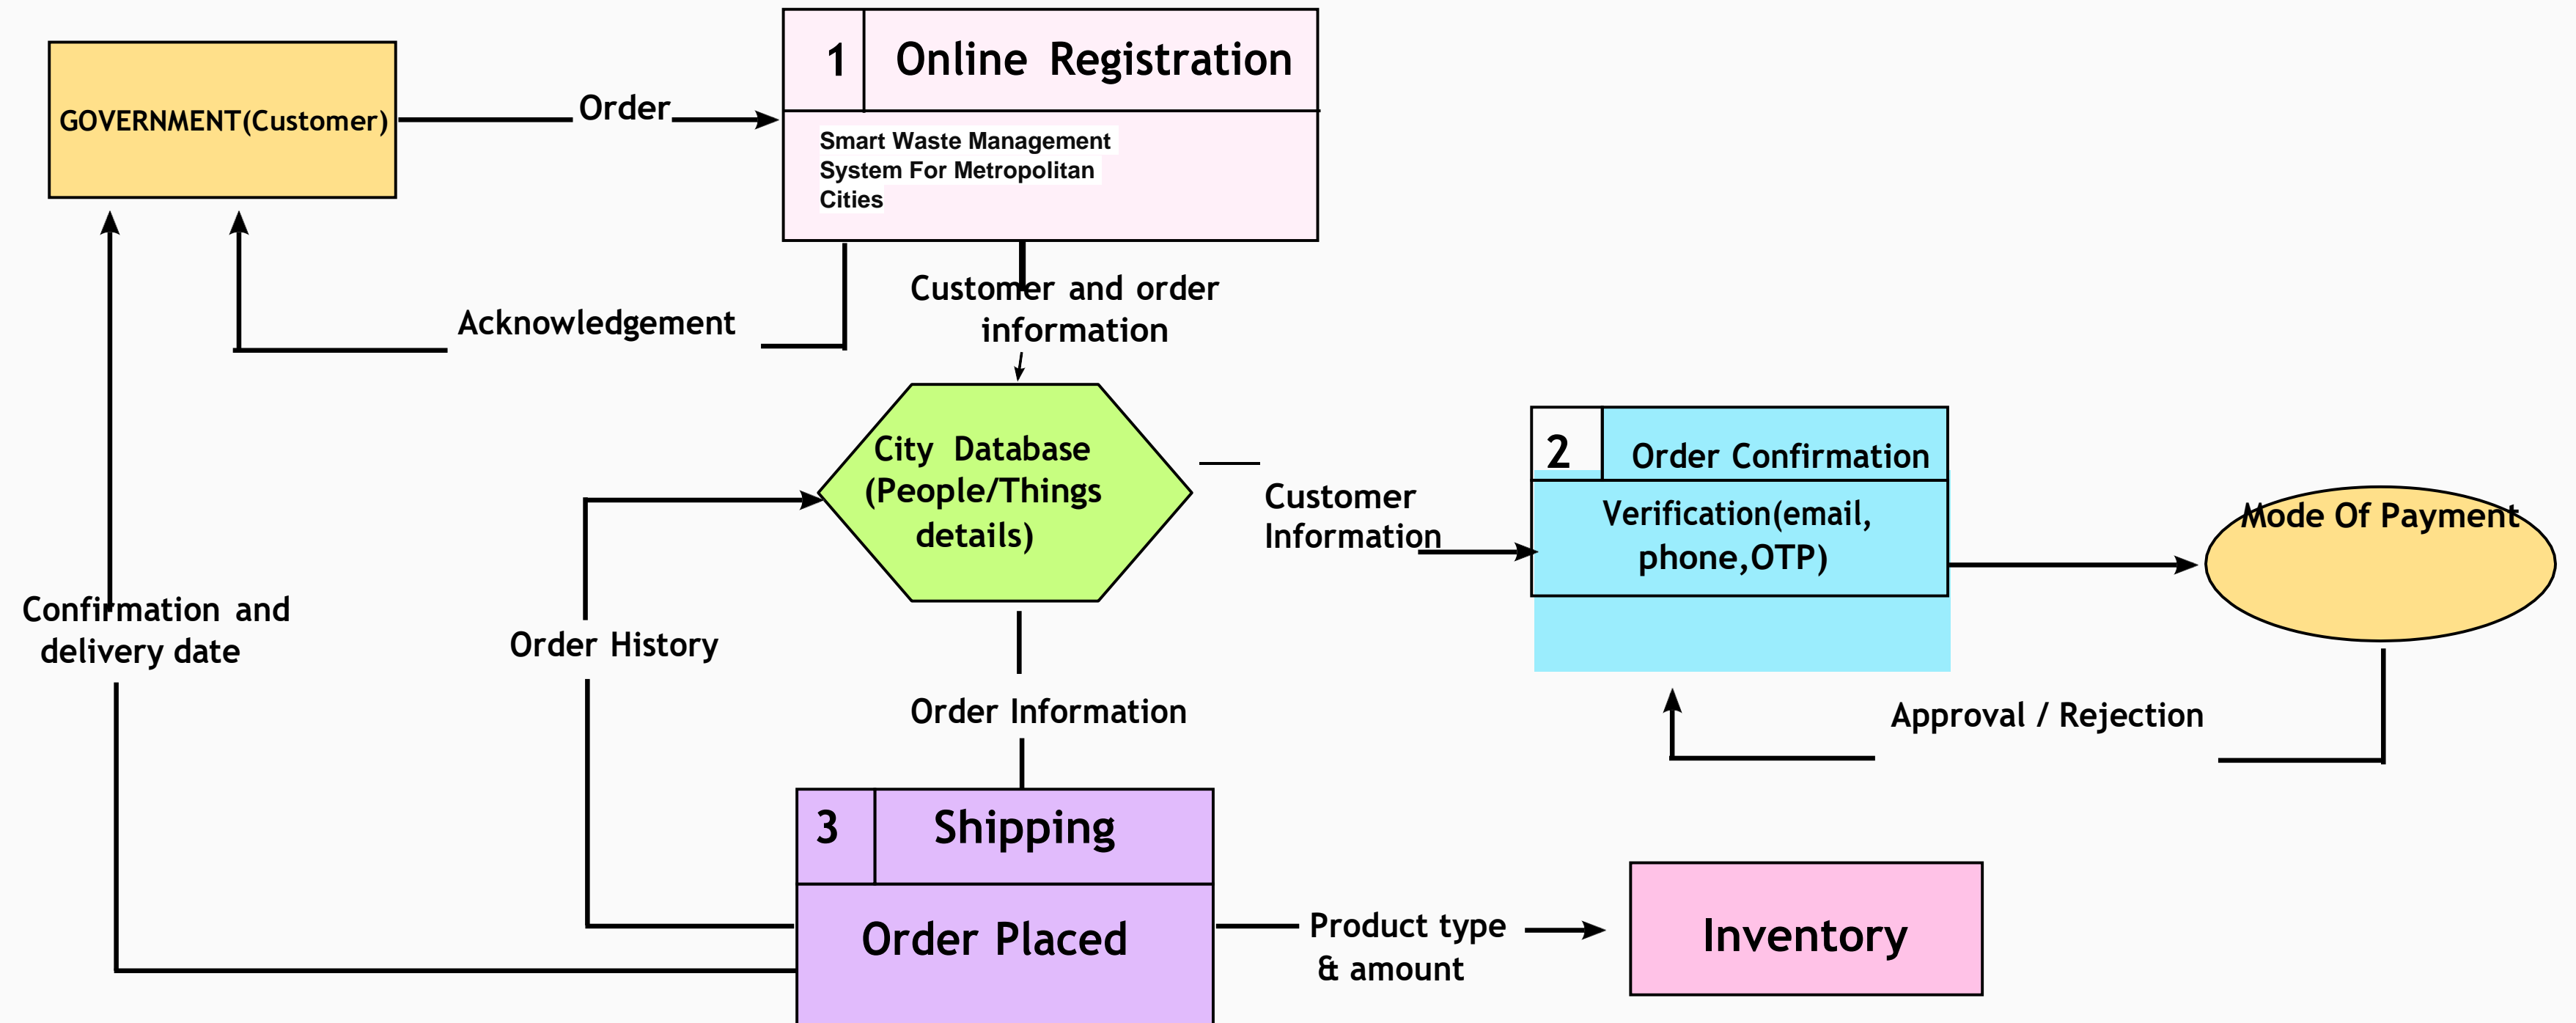 1
Online Registration
GOVERNMENT(Customer)
Order
Smart Waste Management
System For Metropolitan
Cities
Customer and order
information
Acknowledgement
City Database
(People/Things
details)
2
Order Confirmation
Customer
Information
Verification(email,
phone,OTP)
Mode Of Payment
Confirmation and
delivery date
Order History
Order Information
Approval / Rejection
3
Shipping
Order Placed
Product type
& amount
Inventory